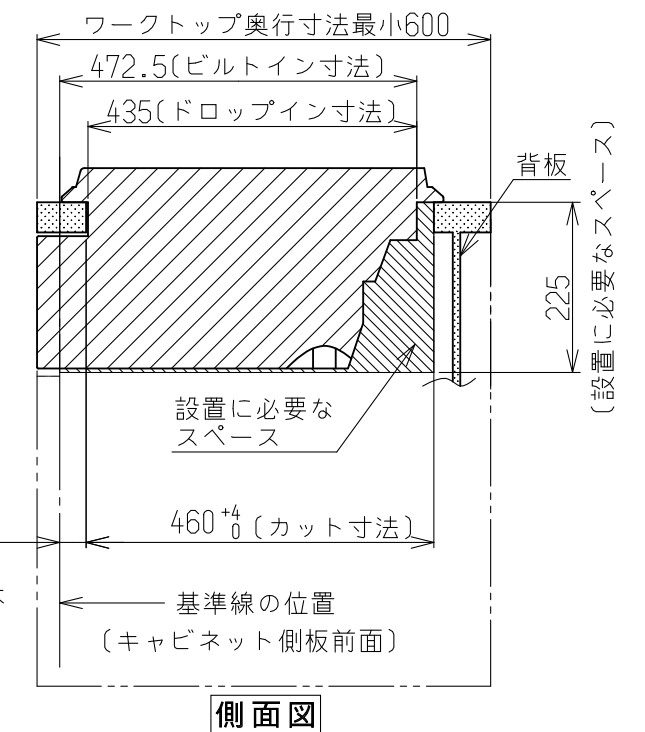 ワークトップ奥行寸法最小600
472.5(ビルトイン寸法)
435(ドロップイン寸法)
背板
225
(設置に必要なスペース)
設置に必要な
スペース
460 +4 0 (カット寸法)
基準線の位置
(キャビネット側板前面)
側面図